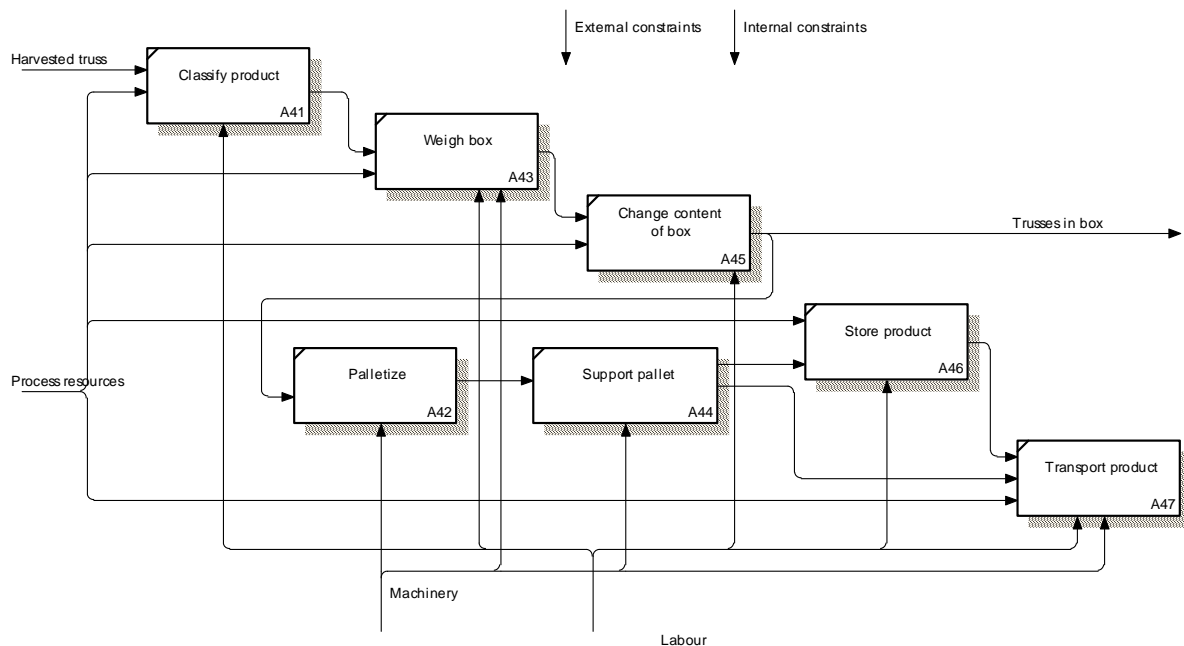 External constraints
Internal constraints
Harvested truss
Classify product
A41
Weigh box
A43
Change content
of box
A45
Trusses in box
Store product
A46
Process resources
Palletize
A42
Support pallet
A44
Transport product
A47
Machinery
Labour